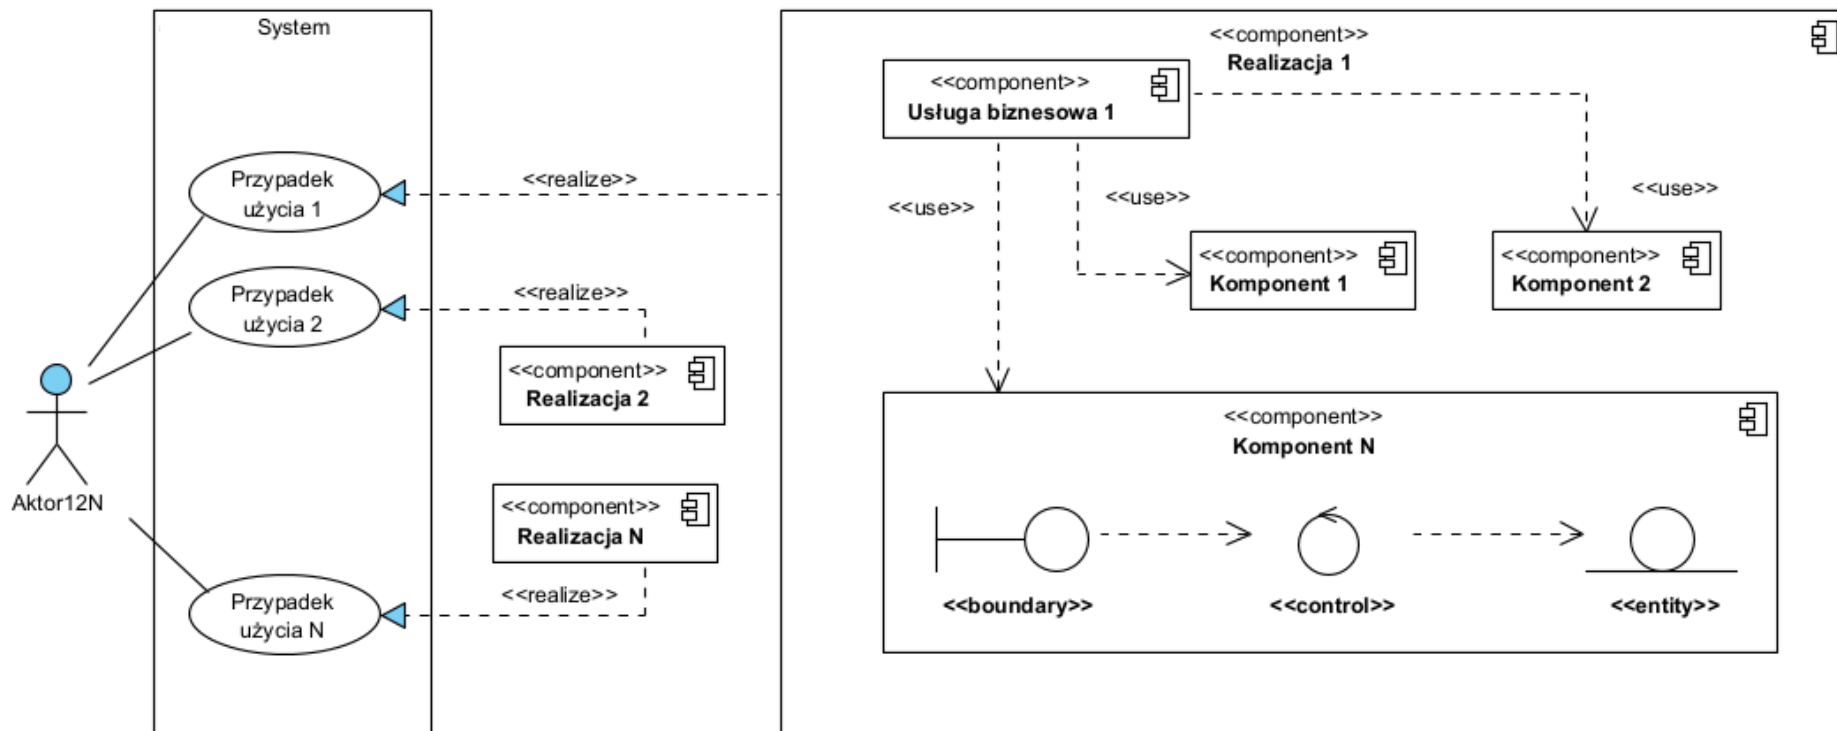 System
Przypadek
użycia 1
Przypadek
użycia 2
Przypadek
użycia N
Aktor12N
<<realize>>
<<realize>>
<<component>>
Realizacja 2
<<component>>
Realizacja N
<<realize>>
<<component>>
Realizacja 1
<<component>>
Usługa biznesowa 1
<<use>>
<<use>>
<<use>>
<<component>>
Komponent 1
<<component>>
Komponent 2
<<component>>
Komponent N
<<boundary>>
<<control>>
<<entity>>